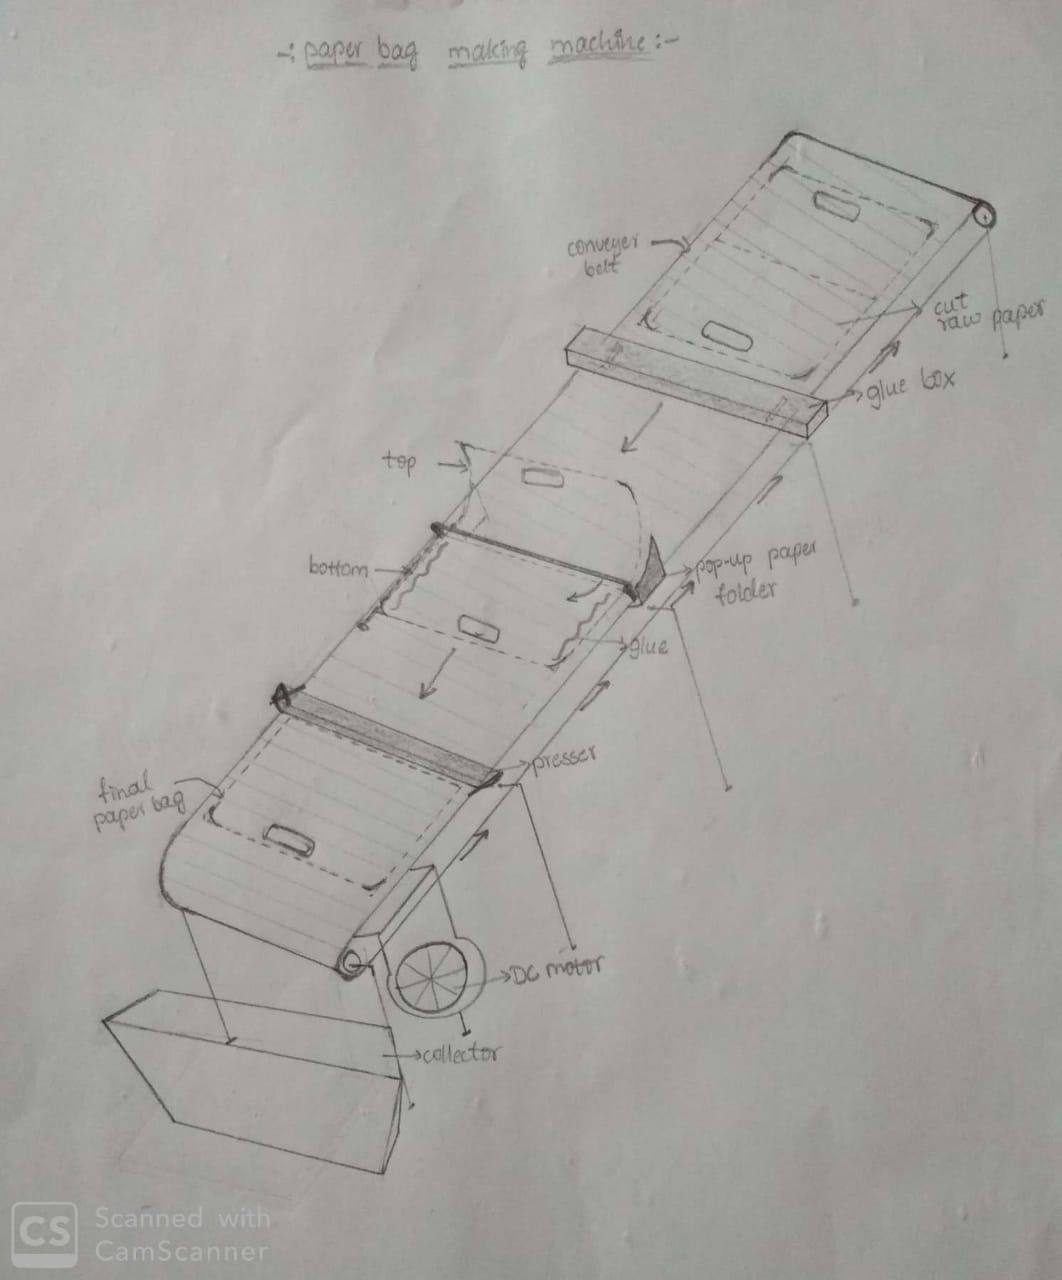 -: paper bag making machine :-
conveyer
belt
cut
raw paper
glue box
top
bottom
pop-up paper
folder
glue
presser
final
paper bag
DC motor
collector
CS Scanned with
CamScanner